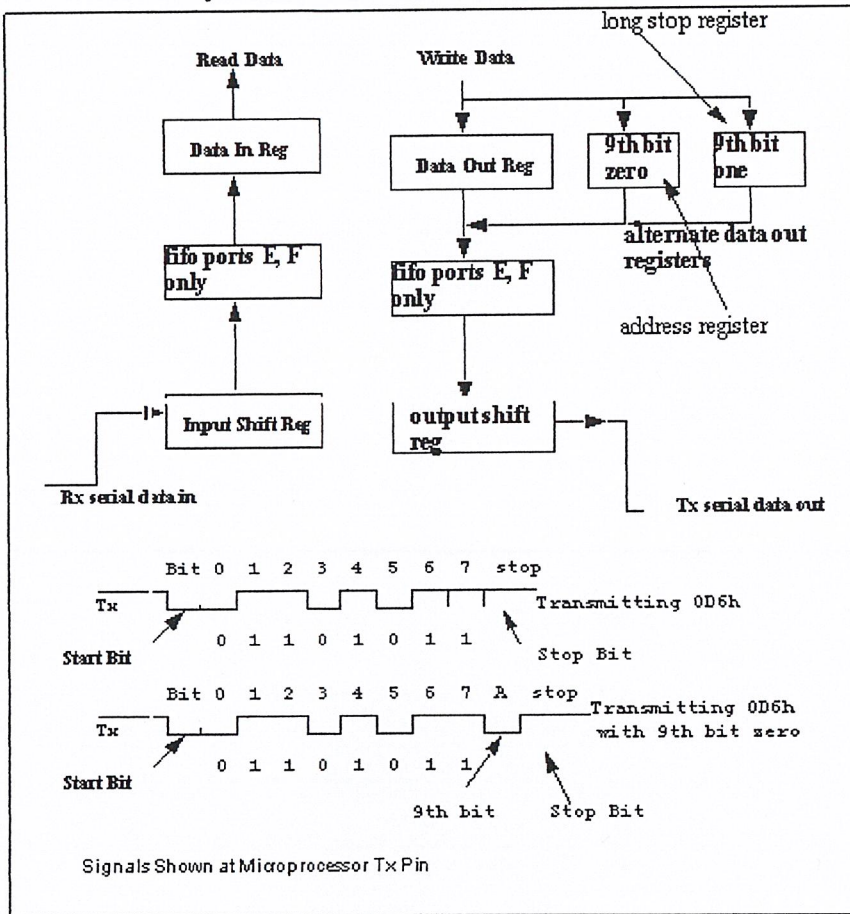 long stop register
Read Data
Write Data
Data In Reg
Data Out Reg
9th bit
zero
9th bit
one
alternate data out
registers
fifo ports E, F
only
fifo ports E, F
only
address register
Input Shift Reg
output shift
reg
Rx serial data in
Tx serial data out
Bit 0 1 2 3 4 5 6 7 stop
Tx
Transmitting 0D6h
0 1 1 0 1 0 1 1
Start Bit
Stop Bit
Bit 0 1 2 3 4 5 6 7 A stop
Transmitting 0D6h
Tx
with 9th bit zero
0 1 1 0 1 0 1 1
Start Bit
9th bit
Stop Bit
Signals Shown at Microprocessor Tx Pin